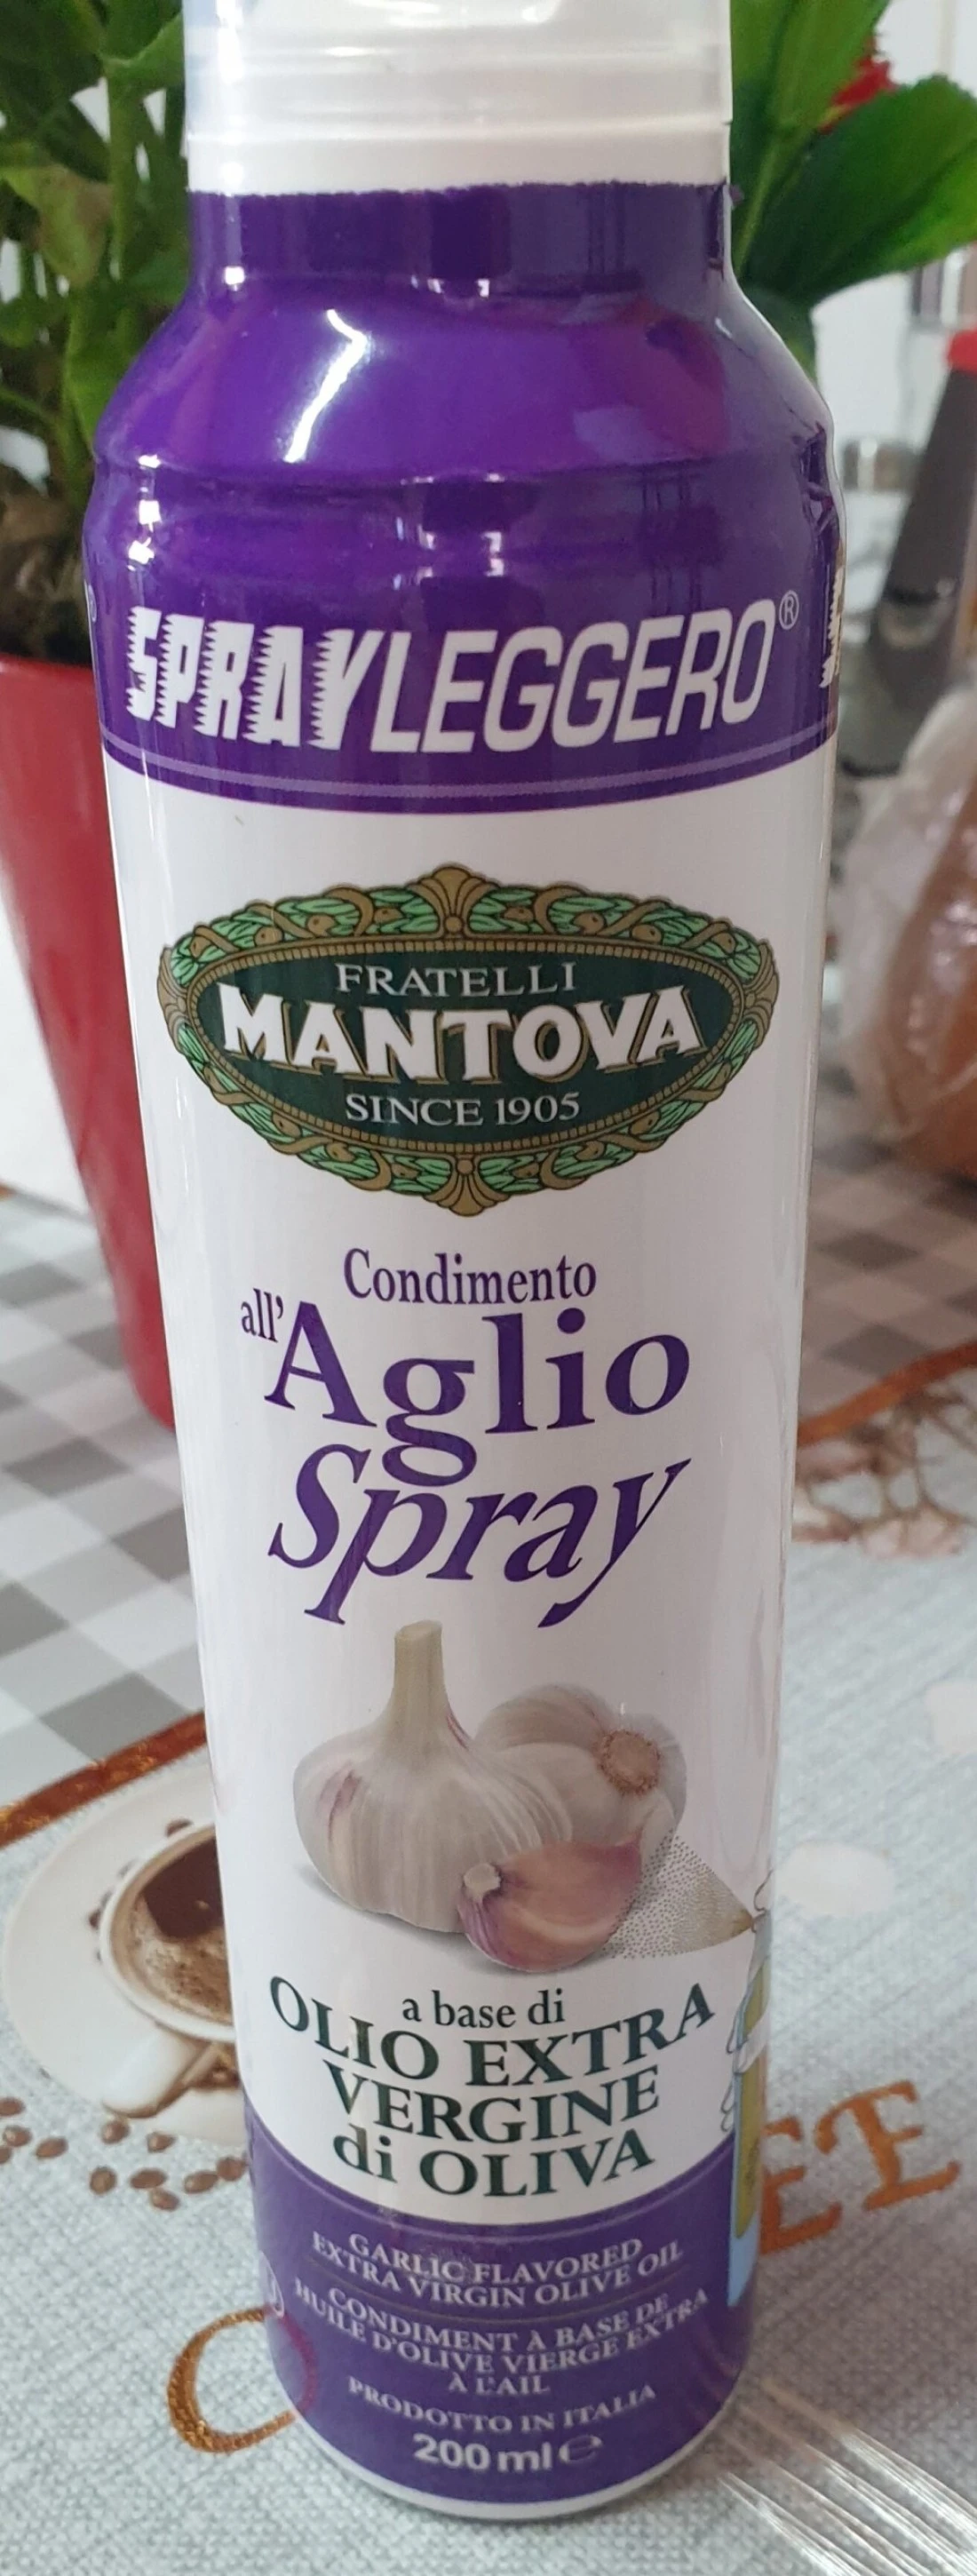 SPRAYLEGGERO®
FRATELLI
MANTOVA
SINCE 1905
Condimento
all'Aglio
Spray
a base di
OLIO EXTRA
VERGINE
di OLIVA
GARLIC FLAVORED
EXTRA VIRGIN OLIVE OIL
CONDIMENT À BASE DE
HUILE D'OLIVE VIERGE EXTRA
À L'AIL
PRODOTTO IN ITALIA
200 ml e